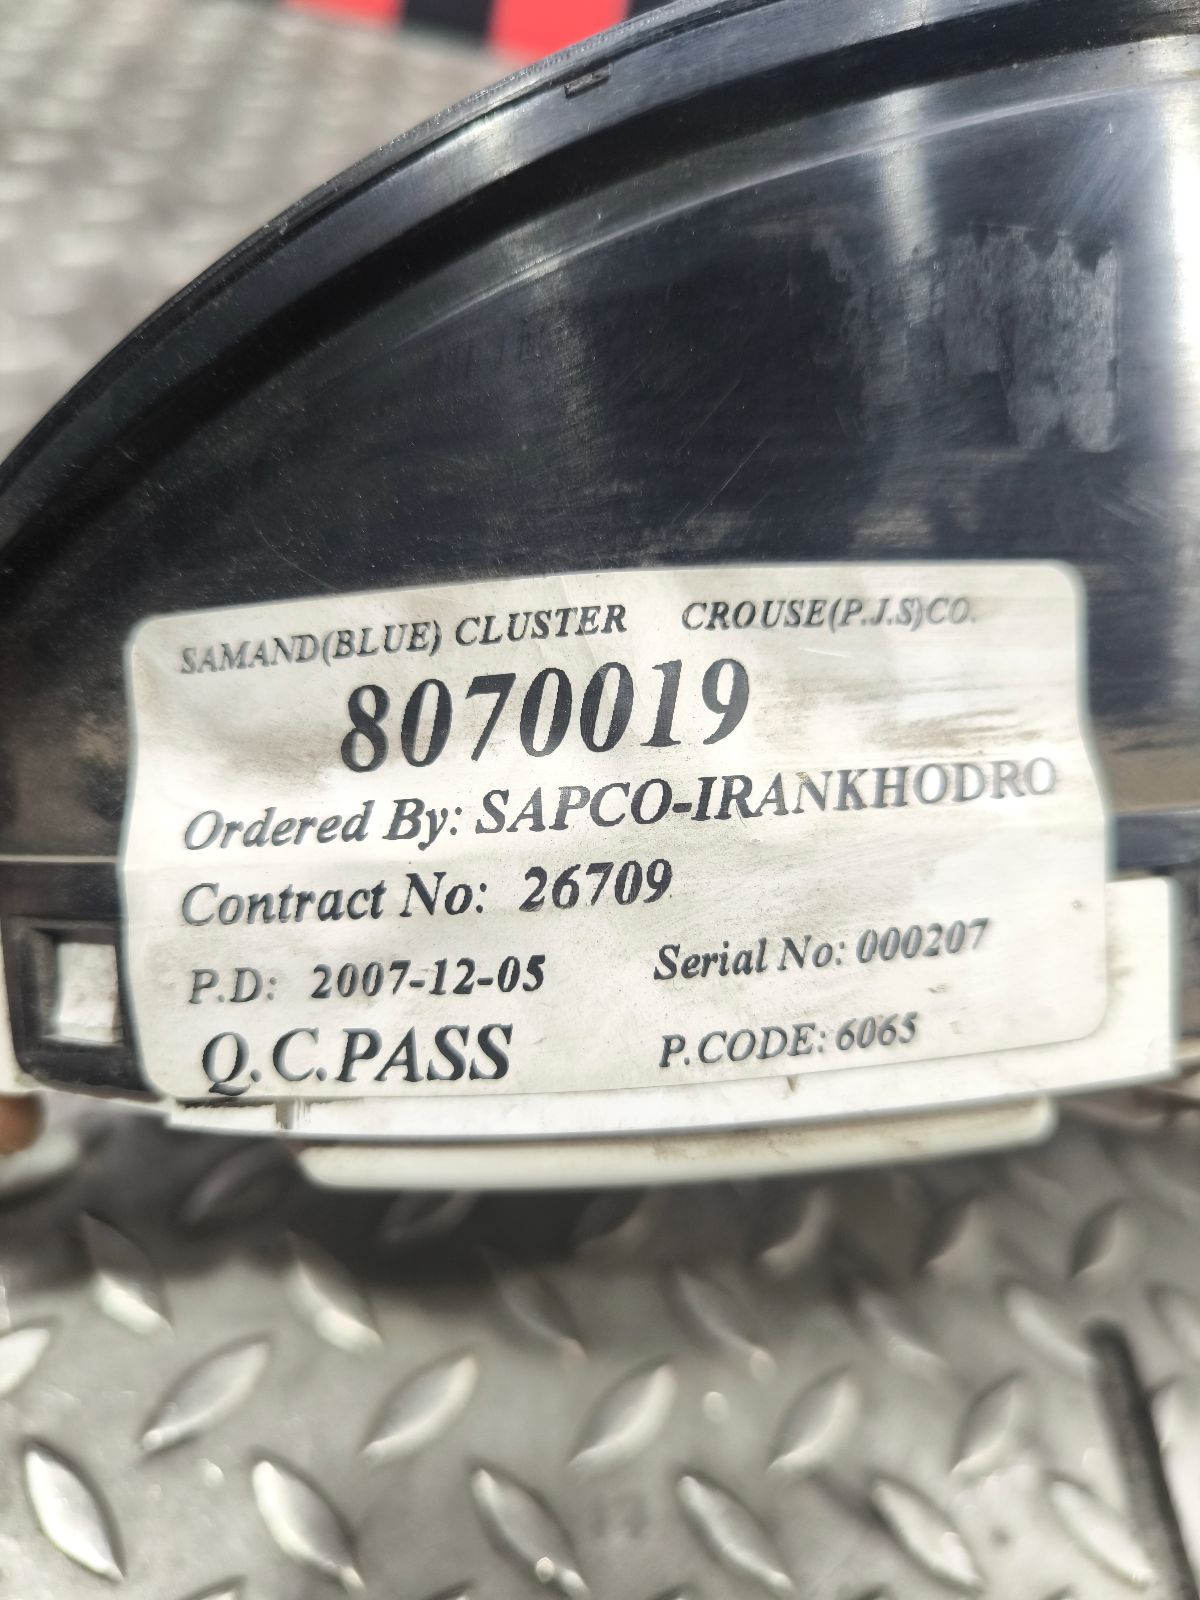 SAMAND(BLUE) CLUSTER CROUSE(P.J.S)CO.
8070019
Ordered By: SAPCO-IRANKHODRO
Contract No: 26709
P.D: 2007-12-05 Serial No: 000207
Q.C.PASS P.CODE: 6065